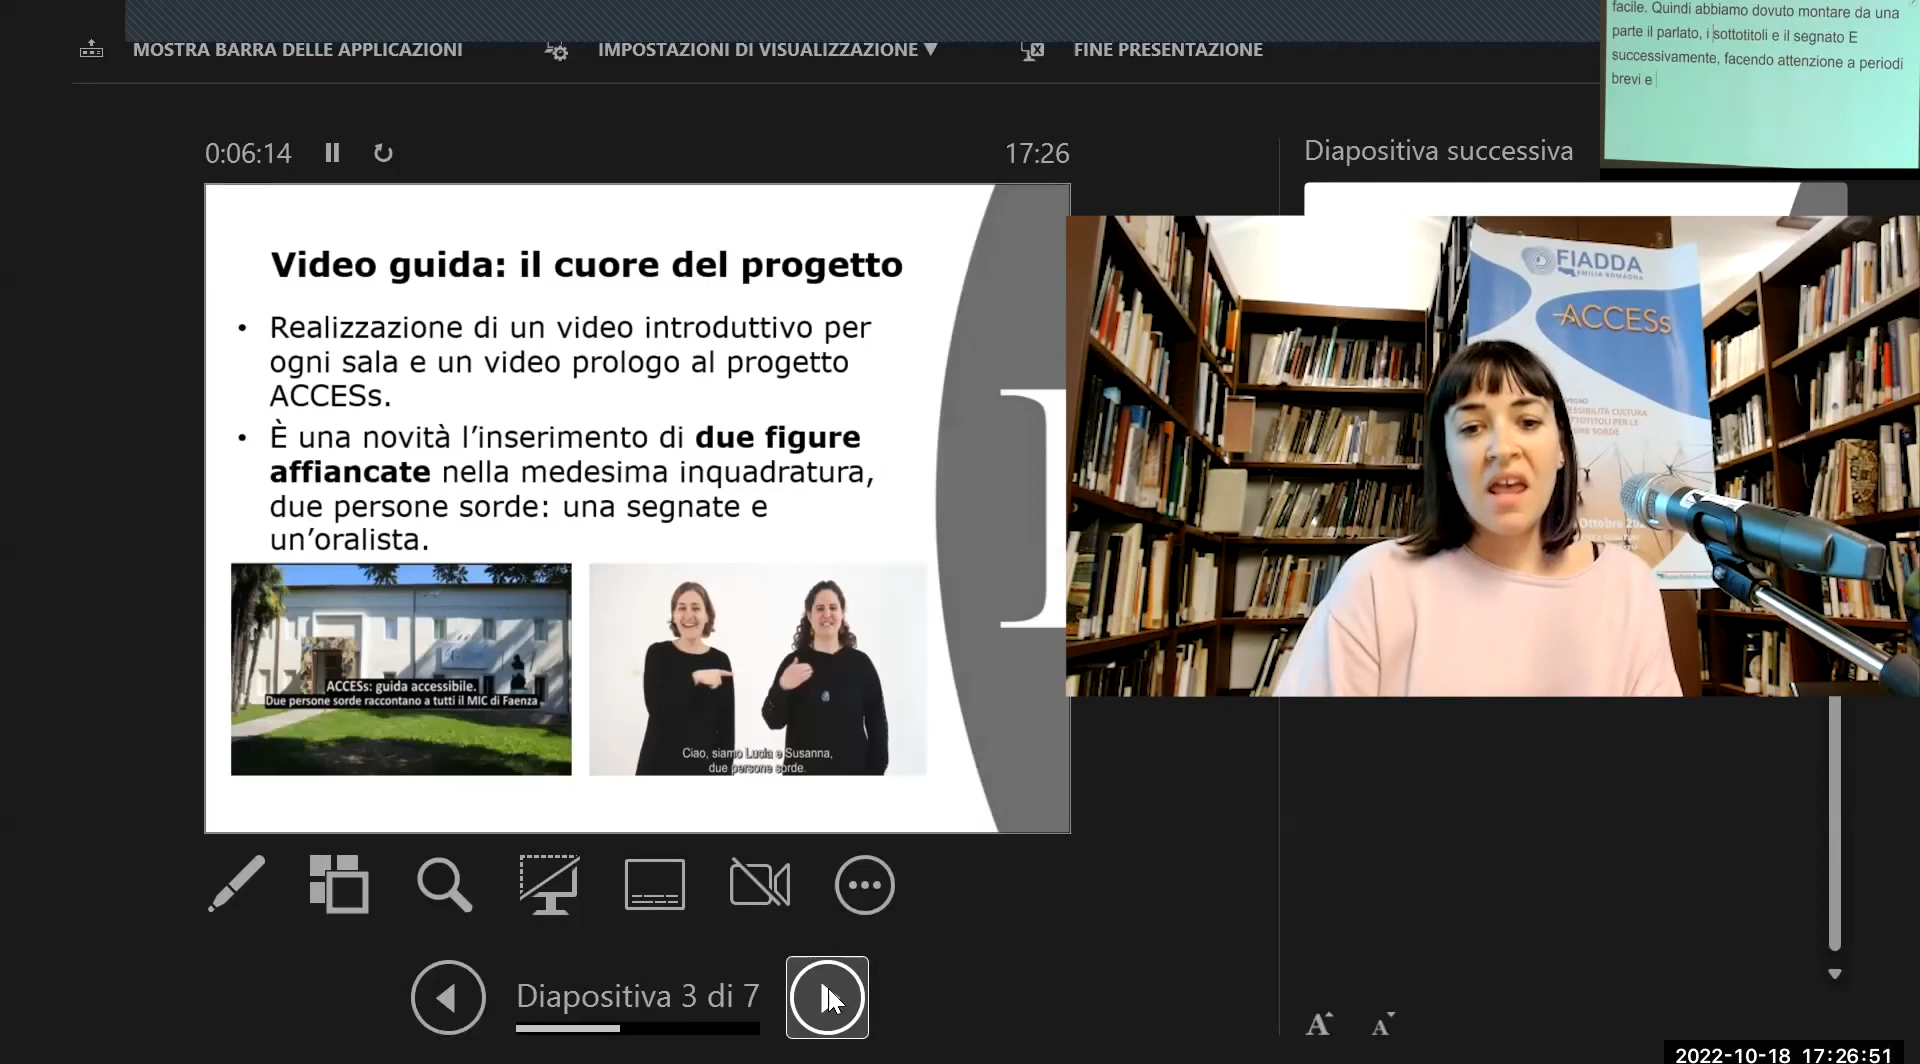 facile. Quindi abbiamo dovuto montare da una
parte il parlato, i sottotitoli e il segnato E
successivamente, facendo attenzione a periodi
brevi e
MOSTRA BARRA DELLE APPLICAZIONI
IMPOSTAZIONI DI VISUALIZZAZIONE ▼
FINE PRESENTAZIONE
0:06:14
17:26
Diapositiva successiva
Video guida: il cuore del progetto
• Realizzazione di un video introduttivo per
ogni sala e un video prologo al progetto
ACCESs.
• È una novità l’inserimento di due figure
affiancate nella medesima inquadratura,
due persone sorde: una segnate e
un’oralista.
ACCESs: guida accessibile.
Due persone sorde raccontano a tutti il MIC di Faenza
Ciao, siamo Lucia e Susanna,
due persone sorde.
FIADDA
EMILIA ROMAGNA
ACCESs
Diapositiva 3 di 7
A A
2022-10-18 17:26:51